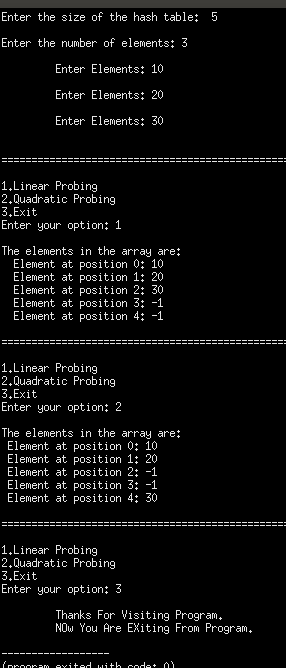 Enter the size of the hash table:  5
Enter the number of elements: 3
Enter Elements: 10
Enter Elements: 20
Enter Elements: 30
================================================
1.Linear Probing
2.Quadratic Probing
3.Exit
Enter your option: 1
The elements in the array are:
Element at position 0: 10
Element at position 1: 20
Element at position 2: 30
Element at position 3: -1
Element at position 4: -1
================================================
1.Linear Probing
2.Quadratic Probing
3.Exit
Enter your option: 2
The elements in the array are:
Element at position 0: 10
Element at position 1: 20
Element at position 2: -1
Element at position 3: -1
Element at position 4: 30
================================================
1.Linear Probing
2.Quadratic Probing
3.Exit
Enter your option: 3
Thanks For Visiting Program.
NOw You Are EXiting From Program.
------------------
(program exited with code: 0)